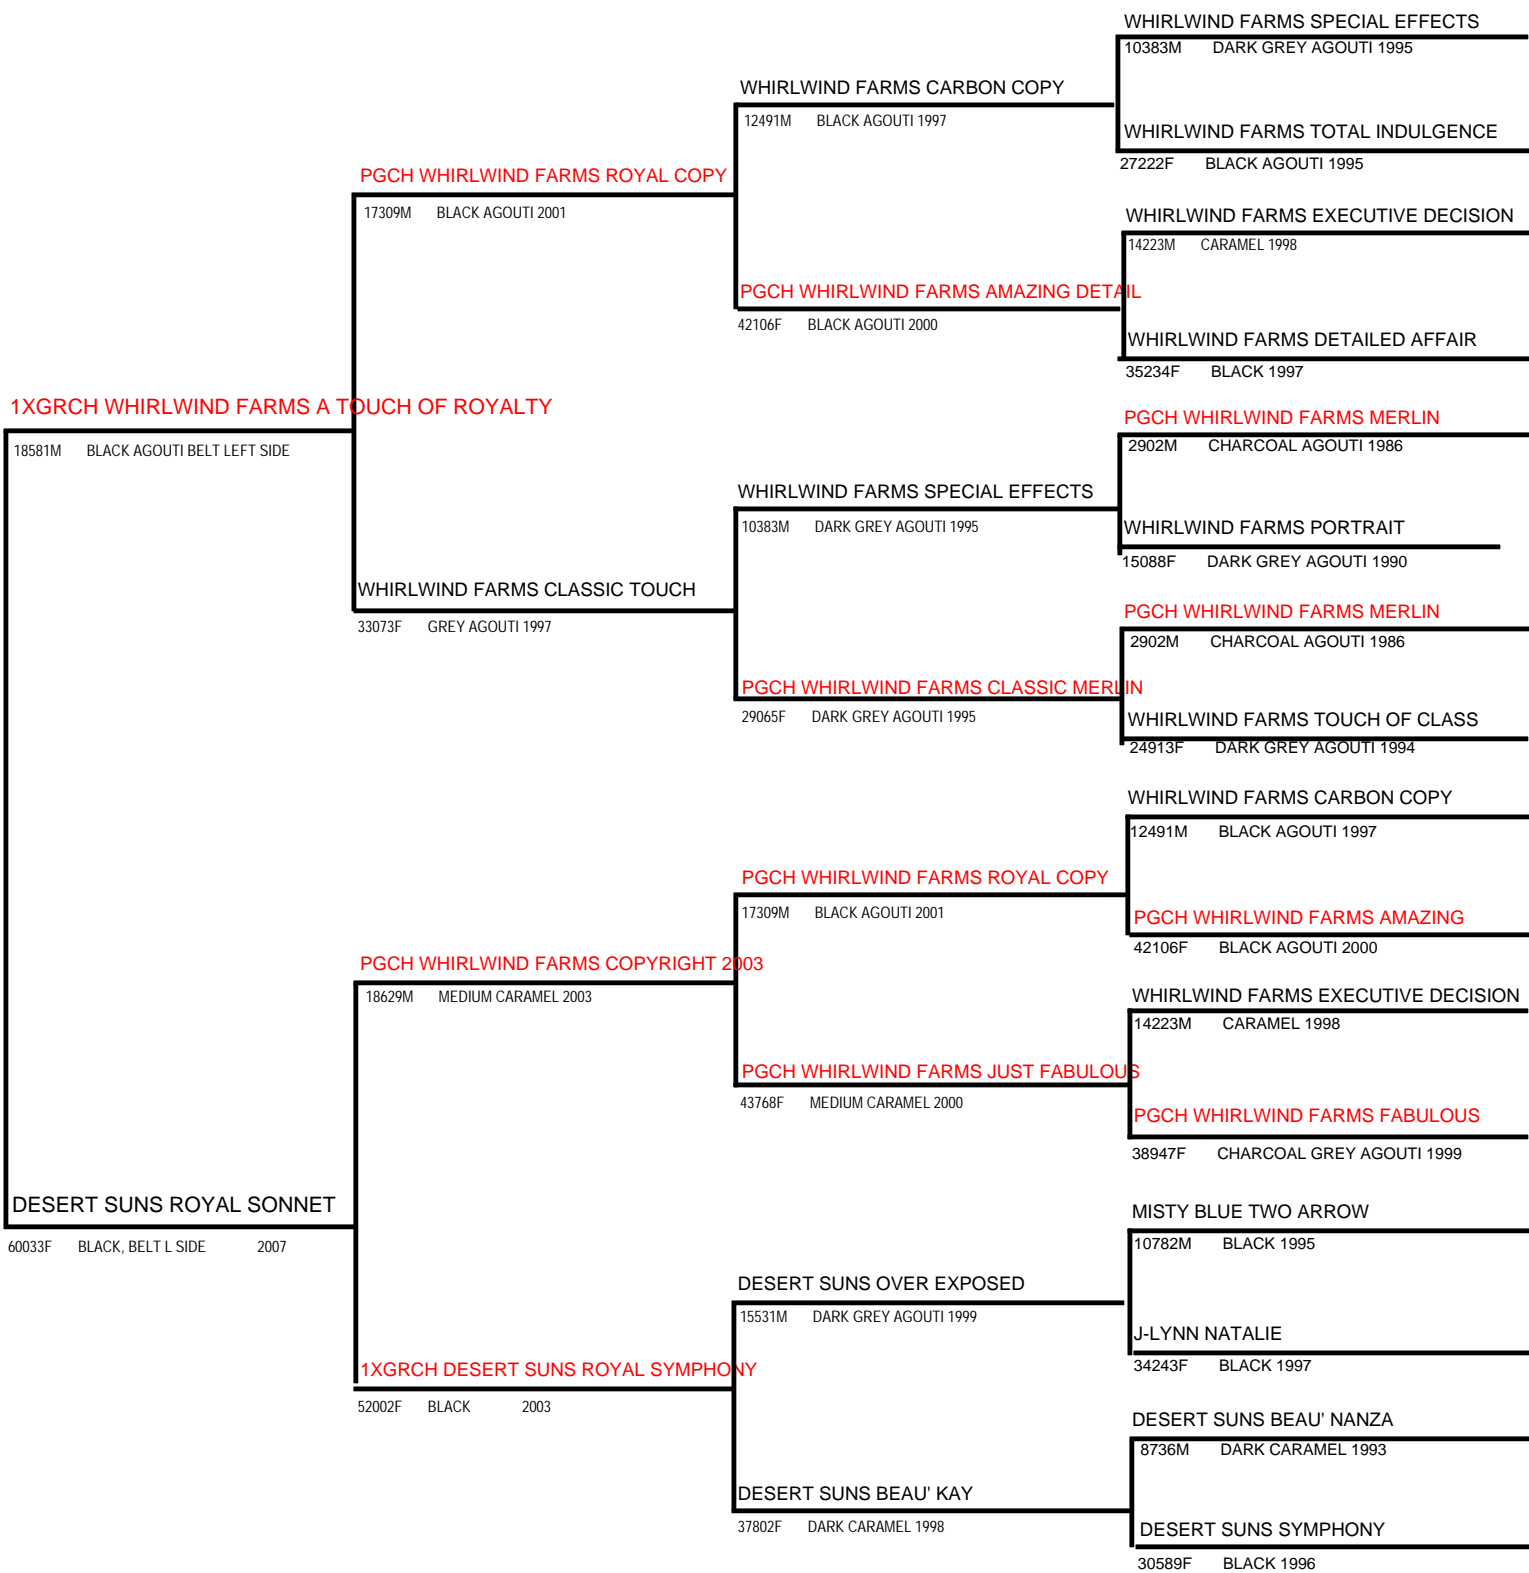 WHIRLWIND FARMS SPECIAL EFFECTS
10383M DARK GREY AGOUTI 1995
WHIRLWIND FARMS CARBON COPY
12491M BLACK AGOUTI 1997
WHIRLWIND FARMS TOTAL INDULGENCE
27222F BLACK AGOUTI 1995
PGCH WHIRLWIND FARMS ROYAL COPY
17309M BLACK AGOUTI 2001
WHIRLWIND FARMS EXECUTIVE DECISION
14223M CARAMEL 1998
PGCH WHIRLWIND FARMS AMAZING DETAIL
42106F BLACK AGOUTI 2000
WHIRLWIND FARMS DETAILED AFFAIR
35234F BLACK 1997
1XGRCH WHIRLWIND FARMS A TOUCH OF ROYALTY
18581M BLACK AGOUTI BELT LEFT SIDE
PGCH WHIRLWIND FARMS MERLIN
2902M CHARCOAL AGOUTI 1986
WHIRLWIND FARMS SPECIAL EFFECTS
10383M DARK GREY AGOUTI 1995
WHIRLWIND FARMS PORTRAIT
15088F DARK GREY AGOUTI 1990
WHIRLWIND FARMS CLASSIC TOUCH
33073F GREY AGOUTI 1997
PGCH WHIRLWIND FARMS MERLIN
2902M CHARCOAL AGOUTI 1986
PGCH WHIRLWIND FARMS CLASSIC MERLIN
29065F DARK GREY AGOUTI 1995
WHIRLWIND FARMS TOUCH OF CLASS
24913F DARK GREY AGOUTI 1994
WHIRLWIND FARMS CARBON COPY
12491M BLACK AGOUTI 1997
PGCH WHIRLWIND FARMS ROYAL COPY
17309M BLACK AGOUTI 2001
PGCH WHIRLWIND FARMS AMAZING
42106F BLACK AGOUTI 2000
PGCH WHIRLWIND FARMS COPYRIGHT 2003
18629M MEDIUM CARAMEL 2003
WHIRLWIND FARMS EXECUTIVE DECISION
14223M CARAMEL 1998
PGCH WHIRLWIND FARMS JUST FABULOUS
43768F MEDIUM CARAMEL 2000
PGCH WHIRLWIND FARMS FABULOUS
38947F CHARCOAL GREY AGOUTI 1999
DESERT SUNS ROYAL SONNET
60033F BLACK, BELT L SIDE 2007
MISTY BLUE TWO ARROW
10782M BLACK 1995
DESERT SUNS OVER EXPOSED
15531M DARK GREY AGOUTI 1999
J-LYNN NATALIE
34243F BLACK 1997
1XGRCH DESERT SUNS ROYAL SYMPHONY
52002F BLACK 2003
DESERT SUNS BEAU' NANZA
8736M DARK CARAMEL 1993
DESERT SUNS BEAU' KAY
37802F DARK CARAMEL 1998
DESERT SUNS SYMPHONY
30589F BLACK 1996